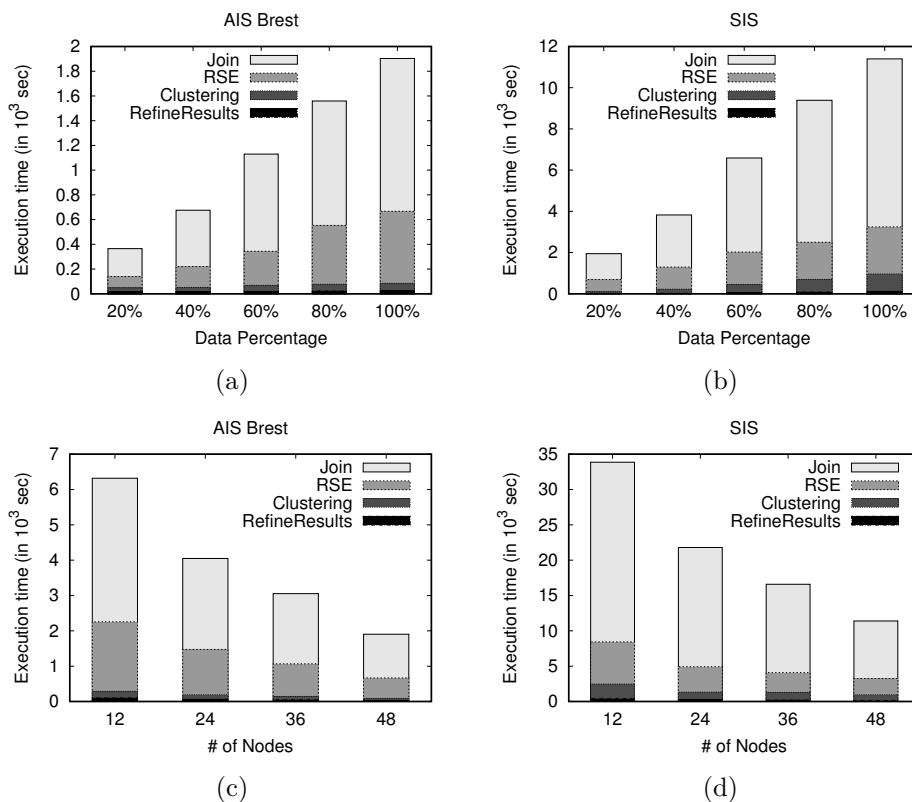 AIS Brest
Execution time (in 10³ sec)
2
1.8
1.6
1.4
1.2
1
0.8
0.6
0.4
0.2
0
Join
RSE
Clustering
RefineResults
20% 40% 60% 80% 100%
Data Percentage
(a)
SIS
Execution time (in 10³ sec)
12
10
8
6
4
2
0
Join
RSE
Clustering
RefineResults
20% 40% 60% 80% 100%
Data Percentage
(b)
AIS Brest
Execution time (in 10³ sec)
7
6
5
4
3
2
1
0
Join
RSE
Clustering
RefineResults
12 24 36 48
# of Nodes
(c)
SIS
Execution time (in 10³ sec)
35
30
25
20
15
10
5
0
Join
RSE
Clustering
RefineResults
12 24 36 48
# of Nodes
(d)